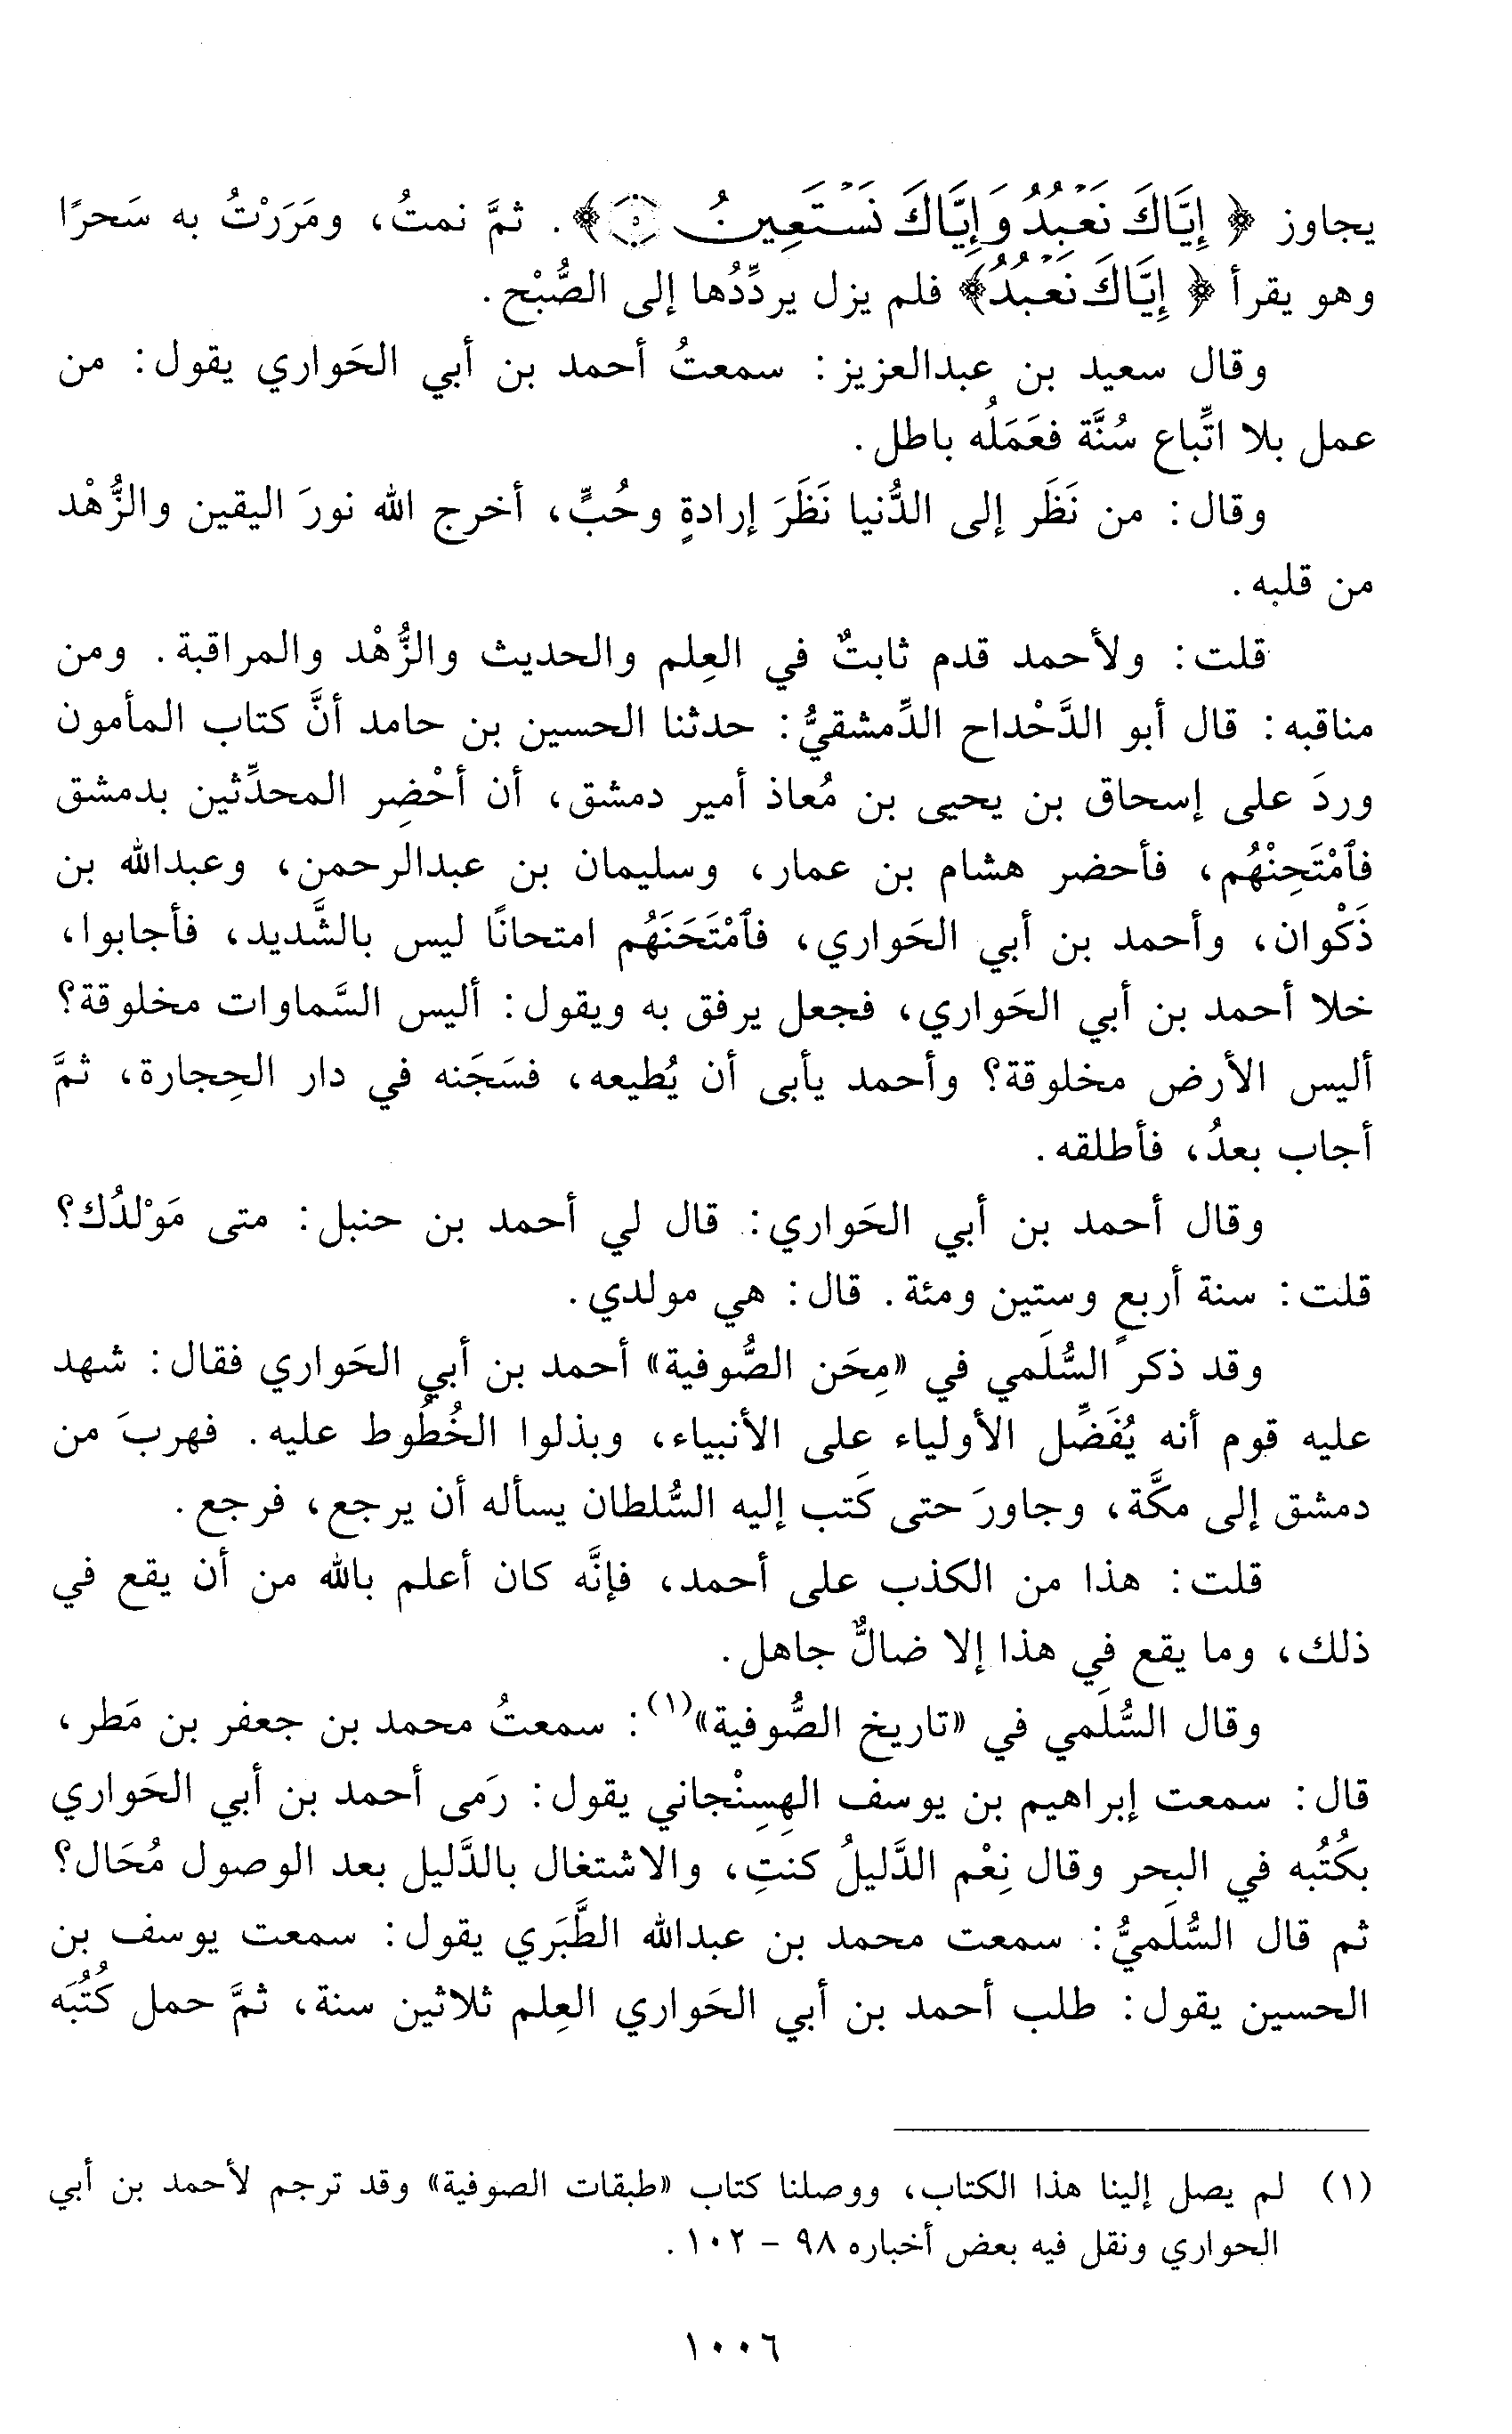 يجاوز ﴿ إِيَّاكَ نَعْبُدُ وَإِيَّاكَ نَسْتَعِينُ ۝٥﴾. ثمَّ نمتُ، ومَرَرْتُ به سَحرًا
وهو يقرأ ﴿ إِيَّاكَ نَعْبُدُ﴾ فلم يزل يردِّدُها إلى الصُّبْح.
وقال سعيد بن عبدالعزيز: سمعتُ أحمد بن أبي الحَواري يقول: من
عمل بلا اتِّباع سُنَّة فعَمَلُه باطل.
وقال: من نَظَر إلى الدُّنيا نَظَرَ إرادةٍ وحُبٍّ، أخرج الله نورَ اليقين والزُّهْد
من قلبه.
قلت: ولأحمد قدم ثابتٌ في العِلم والحديث والزُّهْد والمراقبة. ومن
مناقبه: قال أبو الدَّحْداح الدِّمشقيُّ: حدثنا الحسين بن حامد أنَّ كتاب المأمون
وردَ على إسحاق بن يحيى بن مُعاذ أمير دمشق، أن أحْضِر المحدِّثين بدمشق
فٱمْتَحِنْهُم، فأحضر هشام بن عمار، وسليمان بن عبدالرحمن، وعبدالله بن
ذَكْوان، وأحمد بن أبي الحَواري، فٱمْتَحَنَهُم امتحانًا ليس بالشَّديد، فأجابوا،
خلا أحمد بن أبي الحَواري، فجعل يرفق به ويقول: أليس السَّماوات مخلوقة؟
أليس الأرض مخلوقة؟ وأحمد يأبى أن يُطيعه، فسَجَنه في دار الحِجارة، ثمَّ
أجاب بعدُ، فأطلقه.
وقال أحمد بن أبي الحَواري: قال لي أحمد بن حنبل: متى مَوْلدُك؟
قلت: سنة أربعٍ وستين ومئة. قال: هي مولدي.
وقد ذكر السُّلَمي في «مِحَن الصُّوفية» أحمد بن أبي الحَواري فقال: شهد
عليه قوم أنه يُفَضِّل الأولياء على الأنبياء، وبذلوا الخُطُوط عليه. فهربَ من
دمشق إلى مكَّة، وجاورَ حتى كَتب إليه السُّلطان يسأله أن يرجع، فرجع.
قلت: هذا من الكذب على أحمد، فإنَّه كان أعلم بالله من أن يقع في
ذلك، وما يقع في هذا إلا ضالٌّ جاهل.
وقال السُّلَمي في «تاريخ الصُّوفية»(١): سمعتُ محمد بن جعفر بن مَطر،
قال: سمعت إبراهيم بن يوسف الهِسِنْجاني يقول: رَمى أحمد بن أبي الحَواري
بكُتُبه في البحر وقال نِعْم الدَّليلُ كنتِ، والاشتغال بالدَّليل بعد الوصول مُحَال؟
ثم قال السُّلَميُّ: سمعت محمد بن عبدالله الطَّبَري يقول: سمعت يوسف بن
الحسين يقول: طلب أحمد بن أبي الحَواري العِلم ثلاثين سنة، ثمَّ حمل كُتُبَه
(١) لم يصل إلينا هذا الكتاب، ووصلنا كتاب «طبقات الصوفية» وقد ترجم لأحمد بن أبي
الحواري ونقل فيه بعض أخباره ٩٨ - ١٠٢.
١٠٠٦